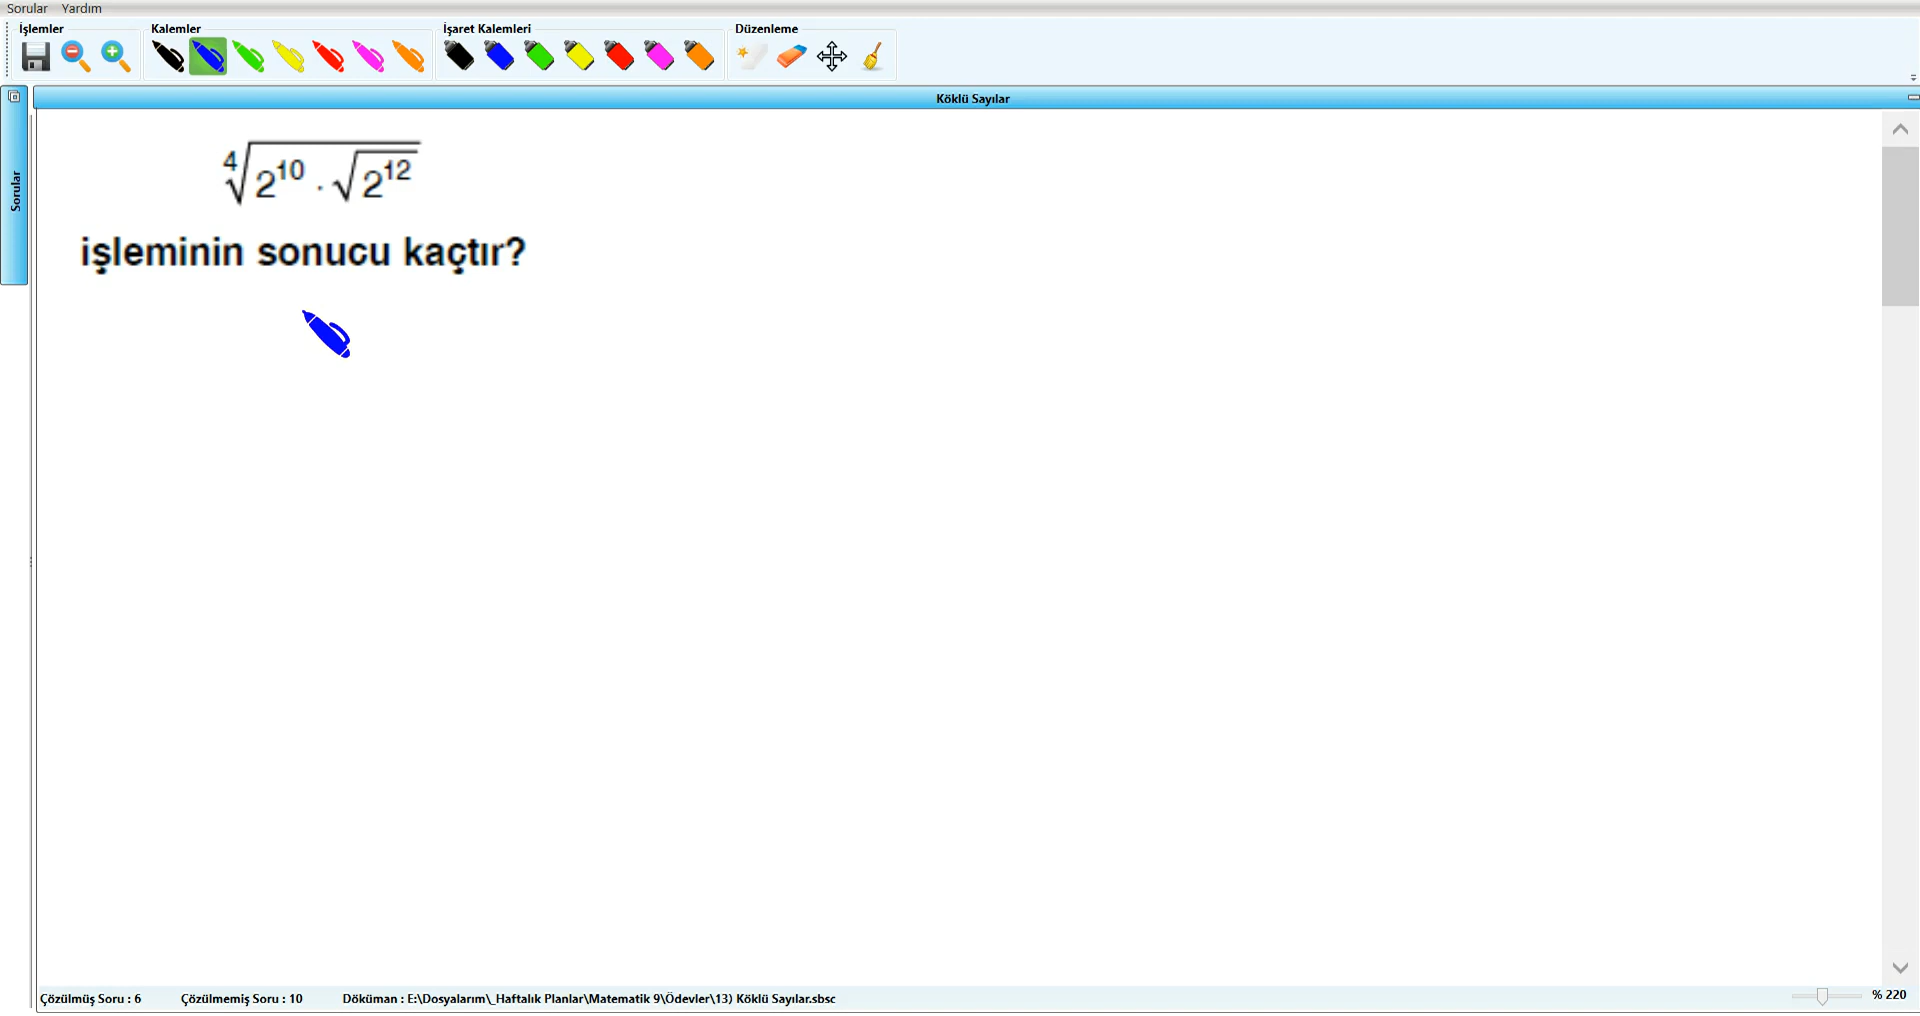 Sorular Yardım
İşlemler Kalemler İşaret Kalemleri Düzenleme
Köklü Sayılar
Sorular
⁴√(2¹⁰ · √(2¹²))
işleminin sonucu kaçtır?
Çözülmüş Soru : 6 Çözülmemiş Soru : 10 Döküman : E:\Dosyalarım\_Haftalık Planlar\Matematik 9\Ödevler\13) Köklü Sayılar.sbsc % 220